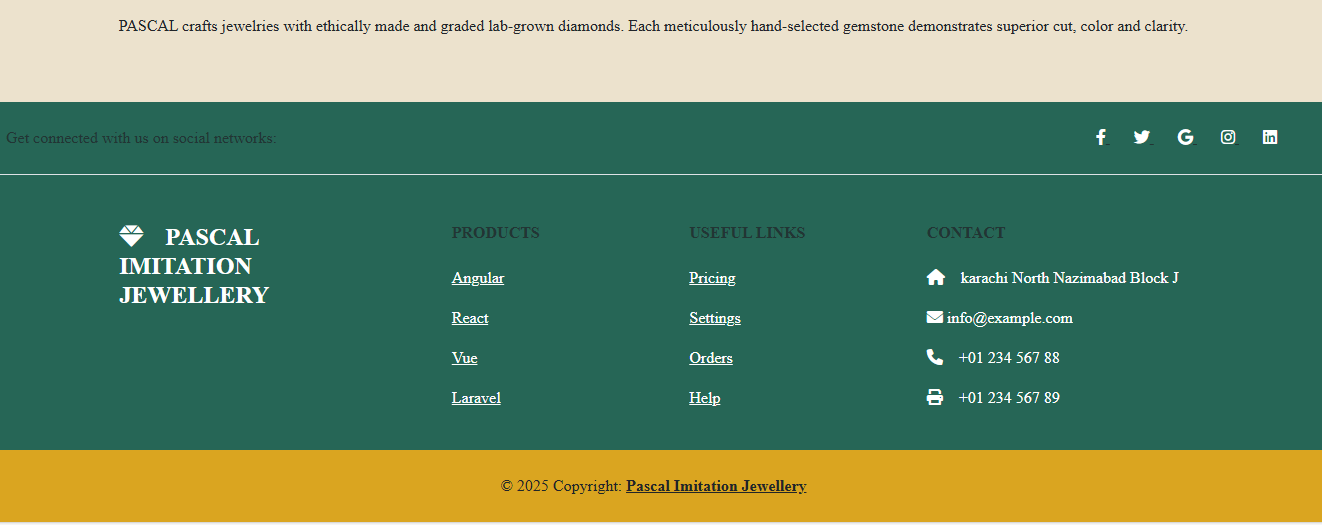 PASCAL crafts jewelries with ethically made and graded lab-grown diamonds. Each meticulously hand-selected gemstone demonstrates superior cut, color and clarity.
Get connected with us on social networks:
PASCAL
IMITATION
JEWELLERY
PRODUCTS
Angular
React
Vue
Laravel
USEFUL LINKS
Pricing
Settings
Orders
Help
CONTACT
karachi North Nazimabad Block J
info@example.com
+01 234 567 88
+01 234 567 89
© 2025 Copyright: Pascal Imitation Jewellery